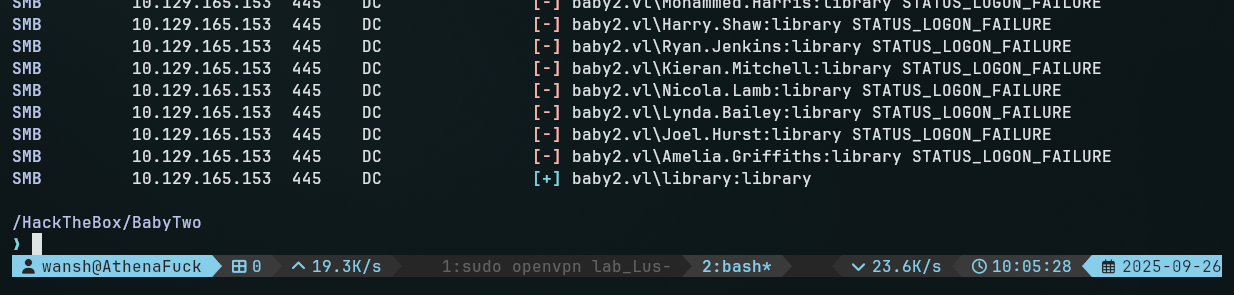 SMB 10.129.165.153 445 DC [-] baby2.vl\Mohammed.Harris:library STATUS_LOGON_FAILURE
SMB 10.129.165.153 445 DC [-] baby2.vl\Harry.Shaw:library STATUS_LOGON_FAILURE
SMB 10.129.165.153 445 DC [-] baby2.vl\Ryan.Jenkins:library STATUS_LOGON_FAILURE
SMB 10.129.165.153 445 DC [-] baby2.vl\Kieran.Mitchell:library STATUS_LOGON_FAILURE
SMB 10.129.165.153 445 DC [-] baby2.vl\Nicola.Lamb:library STATUS_LOGON_FAILURE
SMB 10.129.165.153 445 DC [-] baby2.vl\Lynda.Bailey:library STATUS_LOGON_FAILURE
SMB 10.129.165.153 445 DC [-] baby2.vl\Joel.Hurst:library STATUS_LOGON_FAILURE
SMB 10.129.165.153 445 DC [-] baby2.vl\Amelia.Griffiths:library STATUS_LOGON_FAILURE
SMB 10.129.165.153 445 DC [+] baby2.vl\library:library
/HackTheBox/BabyTwo
❯
wansh@AthenaFuck 0 19.3K/s 1:sudo openvpn lab_Lus- 2:bash* 23.6K/s 10:05:28 2025-09-26